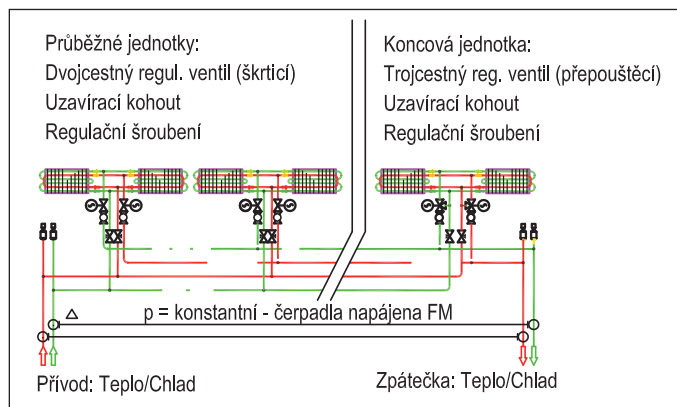 Průběžné jednotky:
Dvojcestný regul. ventil (škrticí)
Uzavírací kohout
Regulační šroubení
Koncová jednotka:
Trojcestný reg. ventil (přepouštěcí)
Uzavírací kohout
Regulační šroubení
Δ p = konstantní - čerpadla napájena FM
Přívod: Teplo/Chlad
Zpátečka: Teplo/Chlad